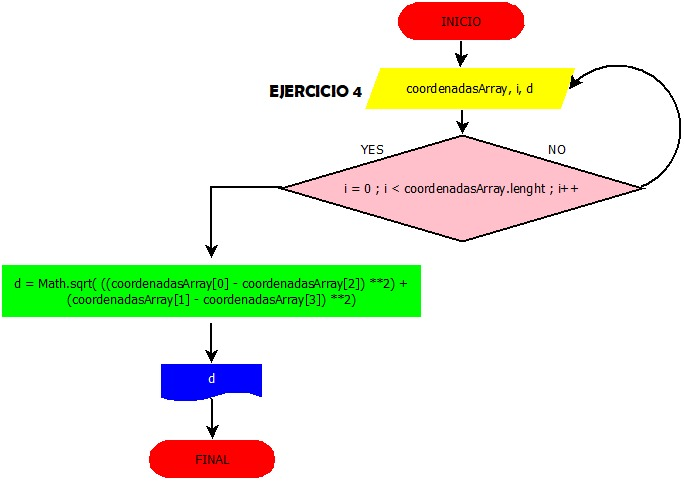 INICIO
EJERCICIO 4
coordenadasArray, i, d
YES
NO
i = 0 ; i < coordenadasArray.lenght ; i++
d = Math.sqrt( ((coordenadasArray[0] - coordenadasArray[2]) **2) +
(coordenadasArray[1] - coordenadasArray[3]) **2)
d
FINAL